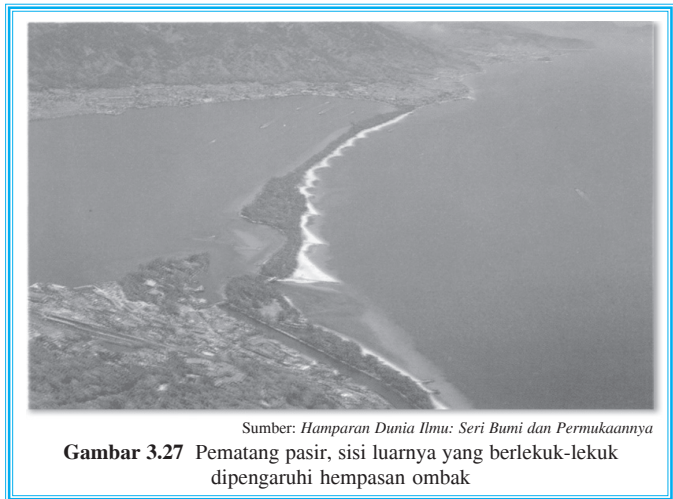 Sumber: Hamparan Dunia Ilmu: Seri Bumi dan Permukaannya
Gambar 3.27 Pematang pasir, sisi luarnya yang berlekuk-lekuk
dipengaruhi hempasan ombak